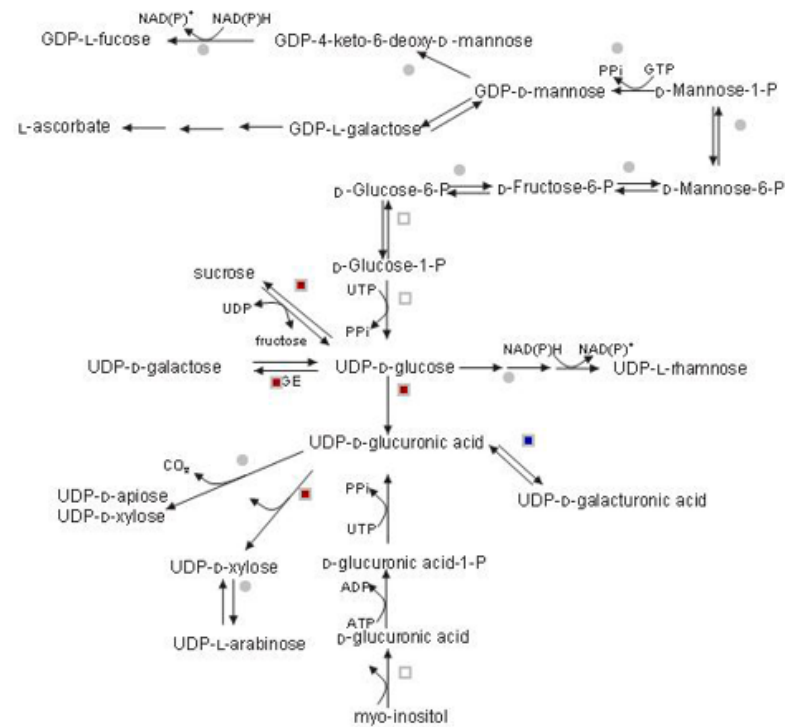 NAD(P)⁺ NAD(P)H
GDP-L-fucose GDP-4-keto-6-deoxy-D-mannose
PPi GTP
GDP-D-mannose D-Mannose-1-P
L-ascorbate GDP-L-galactose
D-Glucose-6-P D-Fructose-6-P D-Mannose-6-P
D-Glucose-1-P
sucrose
UTP
UDP
PPi
fructose
NAD(P)H NAD(P)⁺
UDP-D-galactose UDP-D-glucose UDP-L-rhamnose
GE
UDP-D-glucuronic acid
CO₂
PPi
UDP-D-apiose
UDP-D-galacturonic acid
UDP-D-xylose
UTP
UDP-D-xylose D-glucuronic acid-1-P
ADP
ATP
UDP-L-arabinose D-glucuronic acid
myo-inositol